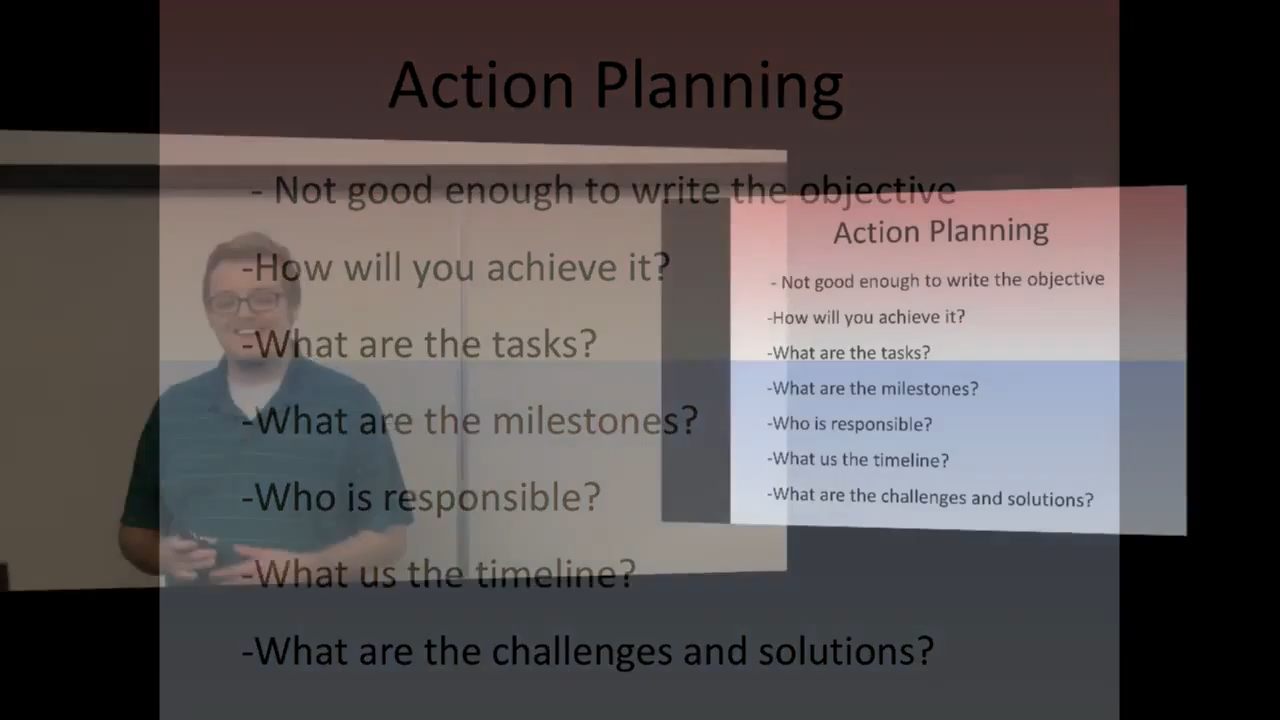 Action Planning
- Not good enough to write the objective
-How will you achieve it?
-What are the tasks?
-What are the milestones?
-Who is responsible?
-What us the timeline?
-What are the challenges and solutions?
Action Planning
- Not good enough to write the objective
-How will you achieve it?
-What are the tasks?
-What are the milestones?
-Who is responsible?
-What us the timeline?
-What are the challenges and solutions?